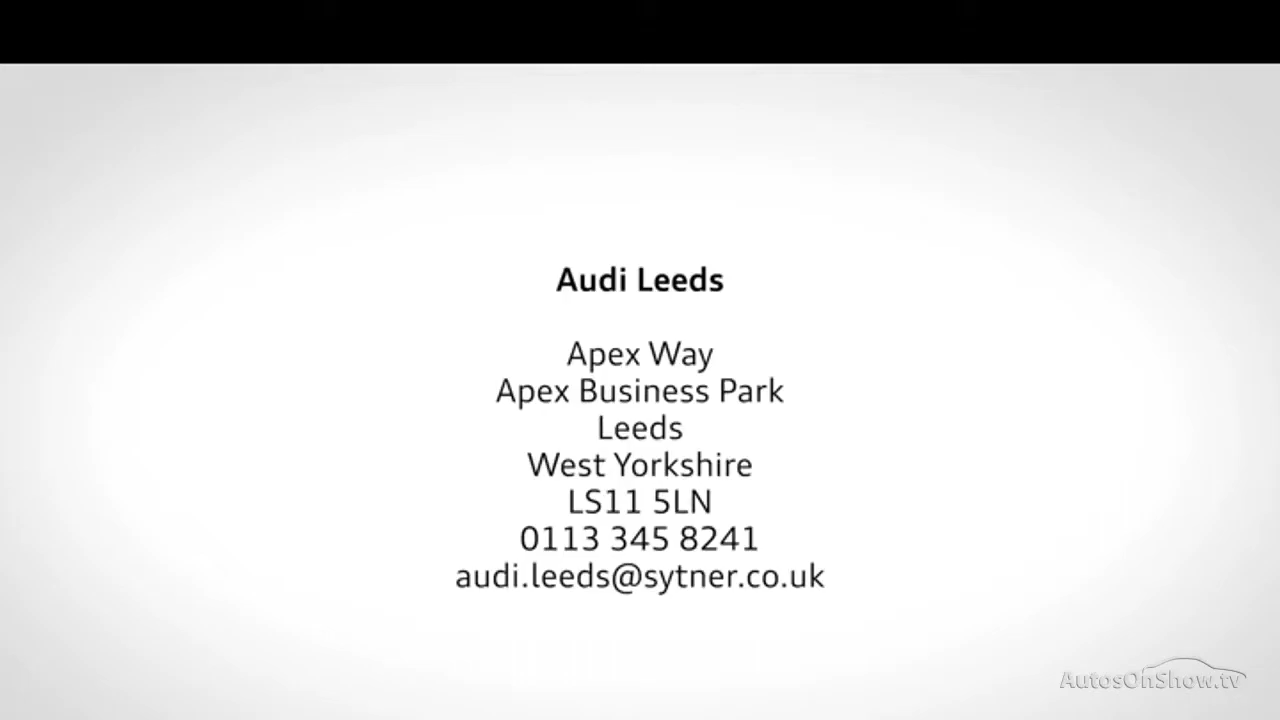 Audi Leeds
Apex Way
Apex Business Park
Leeds
West Yorkshire
LS11 5LN
0113 345 8241
audi.leeds@sytner.co.uk
AutosOnShow.tv